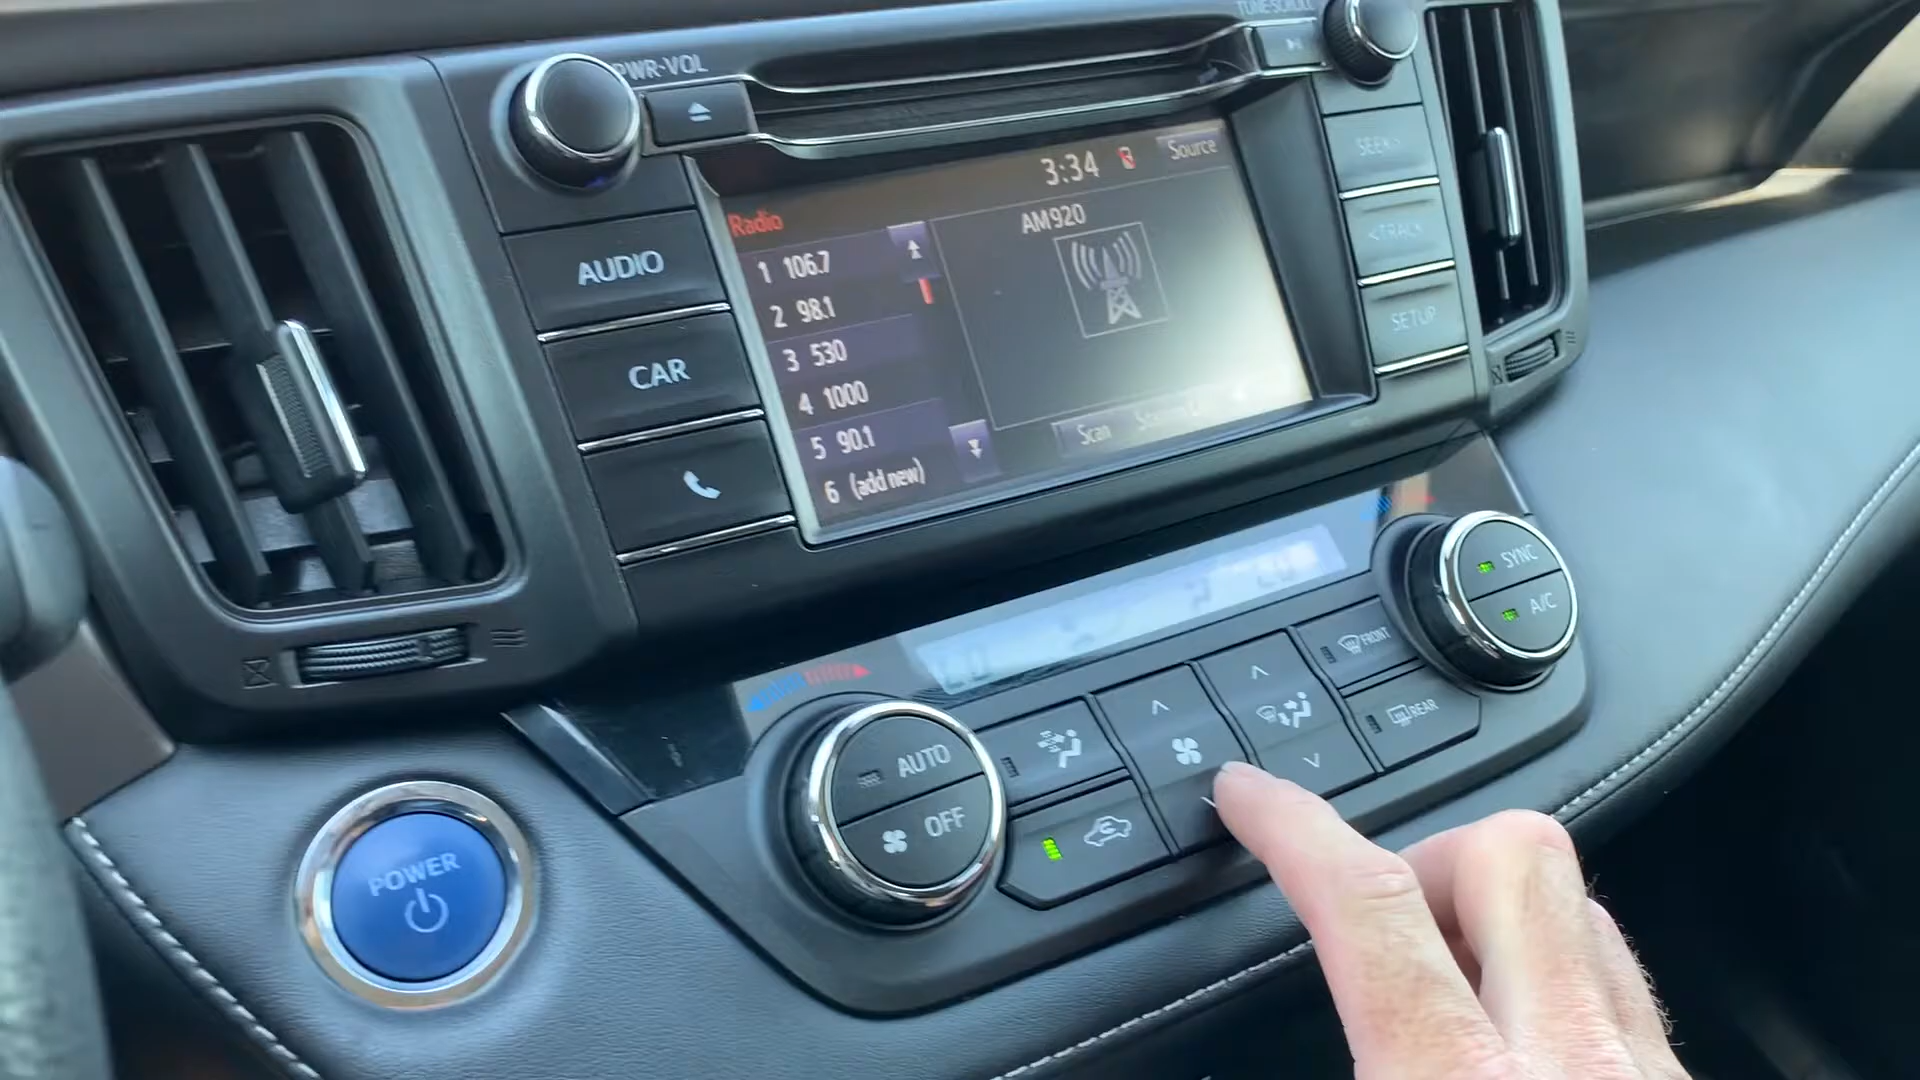 PWR•VOL
TUNE•SCROLL
3:34
Source
SEEK>
Radio
AM920
AUDIO
1 106.7
<TRACK
2 98.1
CAR
3 530
SETUP
4 1000
5 90.1
Scan
6 (add new)
SYNC
A/C
FRONT
REAR
AUTO
OFF
POWER